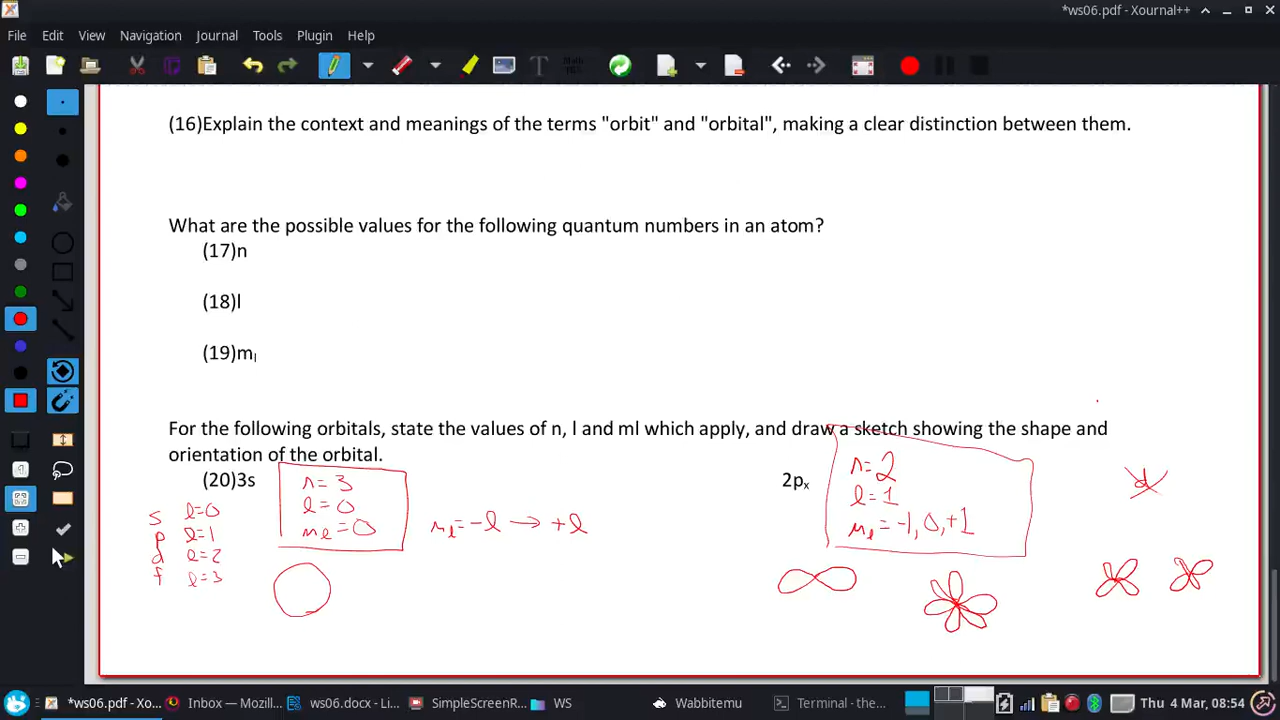 *ws06.pdf - Xournal++
File Edit View Navigation Journal Tools Plugin Help
(16)Explain the context and meanings of the terms "orbit" and "orbital", making a clear distinction between them.
What are the possible values for the following quantum numbers in an atom?
(17)n
(18)l
(19)mₗ
For the following orbitals, state the values of n, l and ml which apply, and draw a sketch showing the shape and
orientation of the orbital.
(20)3s
n=3
l=0
mℓ=0
s l=0
p l=1
d l=2
f l=3
mℓ=-l → +l
2pₓ
n=2
l=1
mℓ=-1, 0, +1
d
*ws06.pdf - Xo... Inbox — Mozill... ws06.docx - Li... SimpleScreenR... WS Wabbitemu Terminal - the... Thu 4 Mar, 08:54